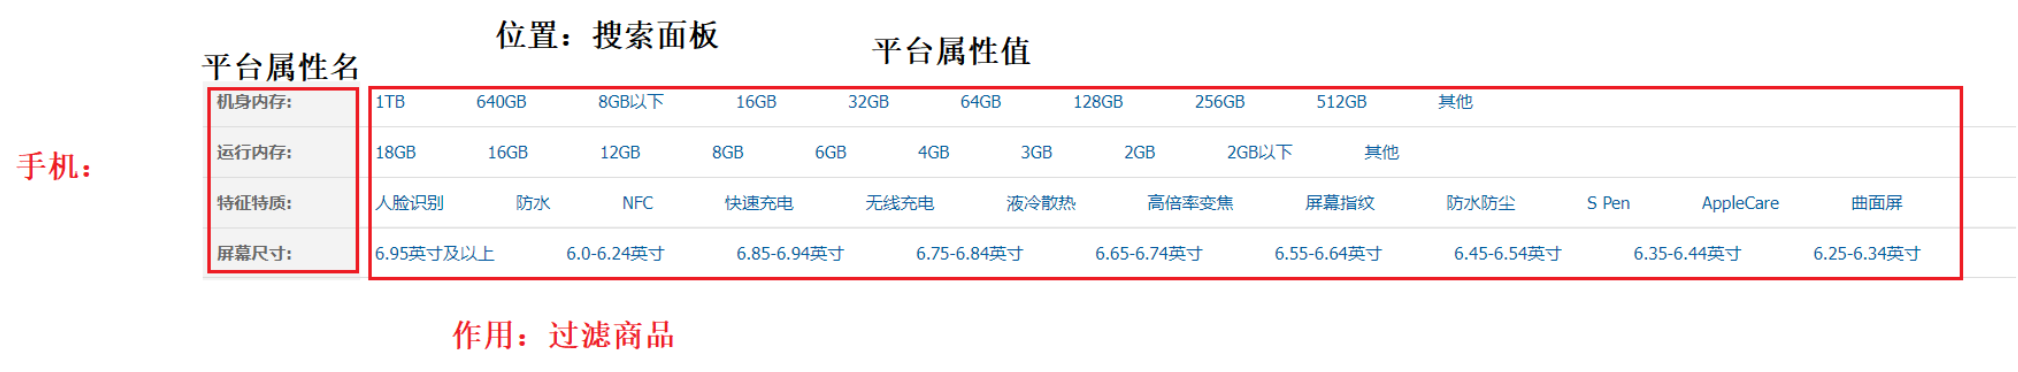 位置：搜索面板
平台属性值
平台属性名
机身内存: 1TB 640GB 8GB以下 16GB 32GB 64GB 128GB 256GB 512GB 其他
手机：
运行内存: 18GB 16GB 12GB 8GB 6GB 4GB 3GB 2GB 2GB以下 其他
特征特质: 人脸识别 防水 NFC 快速充电 无线充电 液冷散热 高倍率变焦 屏幕指纹 防水防尘 S Pen AppleCare 曲面屏
屏幕尺寸: 6.95英寸及以上 6.0-6.24英寸 6.85-6.94英寸 6.75-6.84英寸 6.65-6.74英寸 6.55-6.64英寸 6.45-6.54英寸 6.35-6.44英寸 6.25-6.34英寸
作用：过滤商品